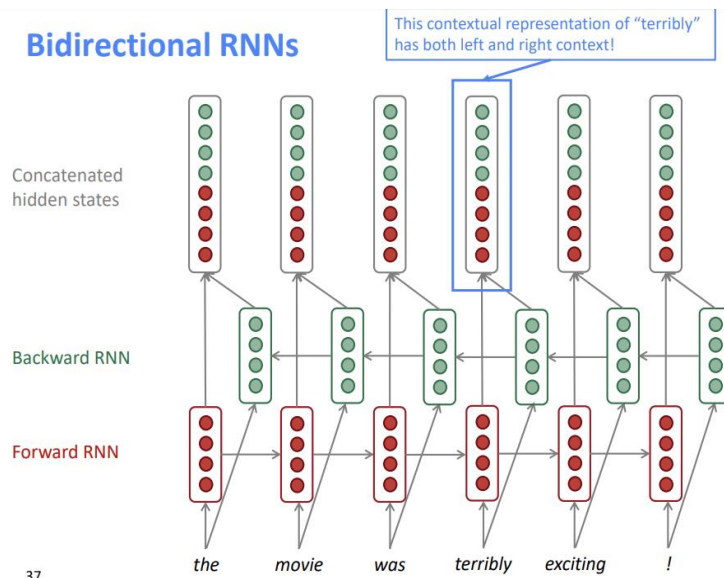 Bidirectional RNNs
This contextual representation of “terribly”
has both left and right context!
Concatenated
hidden states
Backward RNN
Forward RNN
the movie was terribly exciting !
37